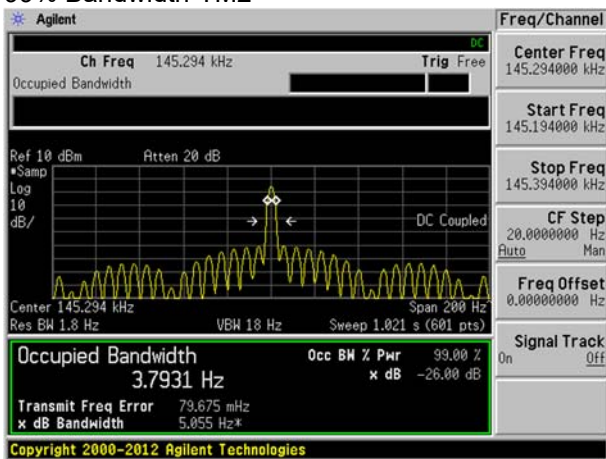 Agilent
Freq/Channel
DC
Ch Freq 145.294 kHz Trig Free
Occupied Bandwidth
Center Freq
145.294000 kHz
Start Freq
145.194000 kHz
Stop Freq
145.394000 kHz
CF Step
20.0000000 Hz
Auto Man
Freq Offset
0.00000000 Hz
Signal Track
On Off
Ref 10 dBm Atten 20 dB
*Samp
Log
10
dB/
DC Coupled
Center 145.294 kHz Span 200 Hz
Res BW 1.8 Hz VBW 18 Hz Sweep 1.021 s (601 pts)
Occupied Bandwidth Occ BW % Pwr 99.00 %
3.7931 Hz x dB -26.00 dB
Transmit Freq Error 79.675 mHz
x dB Bandwidth 5.055 Hz*
Copyright 2000-2012 Agilent Technologies